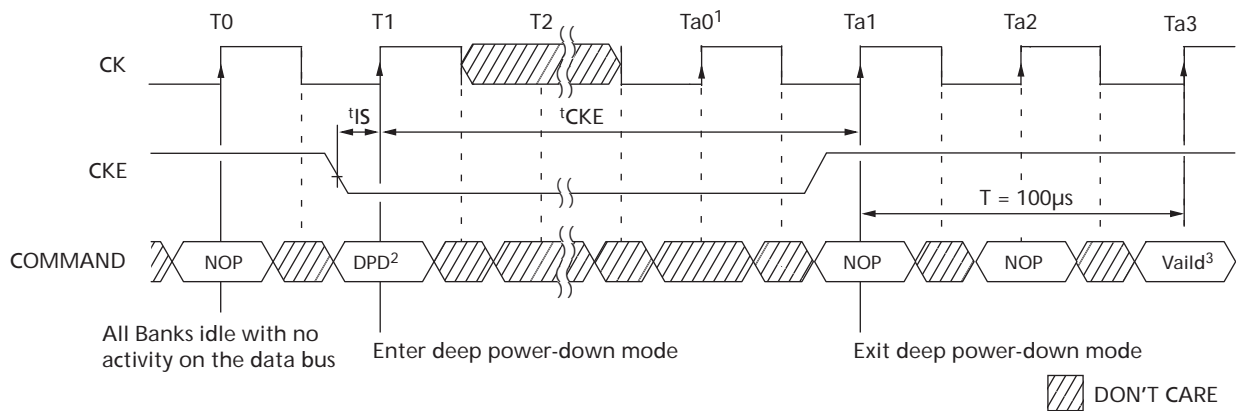 T0 T1 T2 Ta0¹ Ta1 Ta2 Ta3
CK
ᵗIS ᵗCKE
CKE
T = 100µs
COMMAND NOP DPD² NOP NOP Vaild³
All Banks idle with no
activity on the data bus
Enter deep power-down mode
Exit deep power-down mode
DON'T CARE